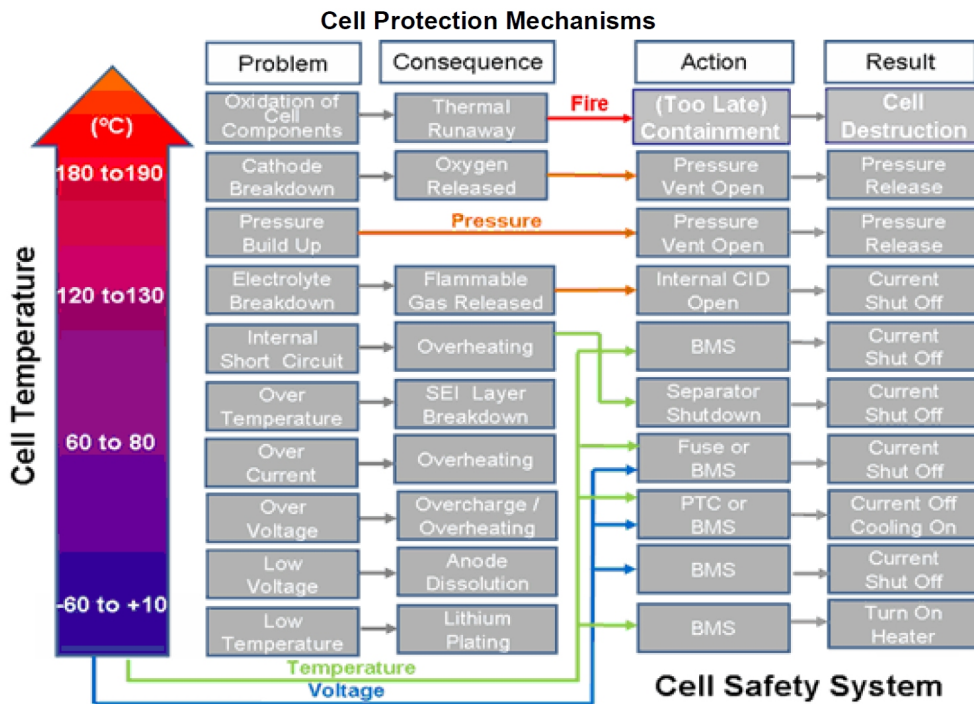 Cell Protection Mechanisms
Problem
Consequence
Action
Result
(°C)
Oxidation of
Cell
Components
Thermal
Runaway
Fire
(Too Late)
Containment
Cell
Destruction
180 to190
Cathode
Breakdown
Oxygen
Released
Pressure
Vent Open
Pressure
Release
Pressure
Build Up
Pressure
Pressure
Vent Open
Pressure
Release
120 to130
Electrolyte
Breakdown
Flammable
Gas Released
Internal CID
Open
Current
Shut Off
Internal
Short Circuit
Overheating
BMS
Current
Shut Off
Over
Temperature
SEI Layer
Breakdown
Separator
Shutdown
Current
Shut Off
60 to 80
Over
Current
Overheating
Fuse or
BMS
Current
Shut Off
Over
Voltage
Overcharge /
Overheating
PTC or
BMS
Current Off
Cooling On
Low
Voltage
Anode
Dissolution
BMS
Current
Shut Off
-60 to +10
Low
Temperature
Lithium
Plating
BMS
Turn On
Heater
Cell Temperature
Temperature
Voltage
Cell Safety System